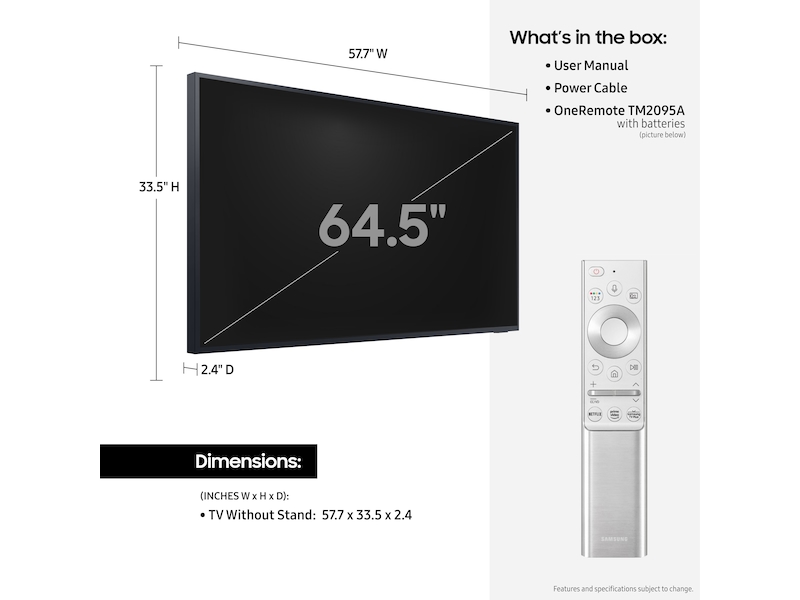 57.7" W
33.5" H
64.5"
2.4" D
What's in the box:
• User Manual
• Power Cable
• OneRemote TM2095A
with batteries
(picture below)
123
NETFLIX
prime video
SAMSUNG
Dimensions:
(INCHES W x H x D):
• TV Without Stand: 57.7 x 33.5 x 2.4
Features and specifications subject to change.